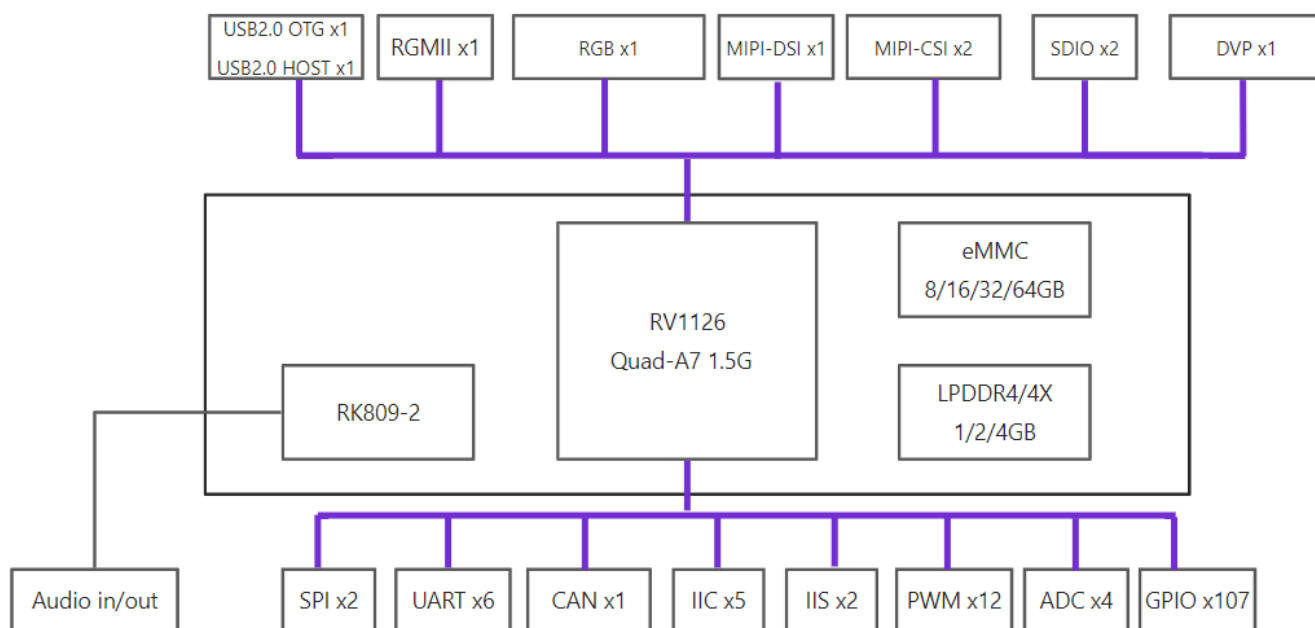 USB2.0 OTG x1
USB2.0 HOST x1
RGMII x1
RGB x1
MIPI-DSI x1
MIPI-CSI x2
SDIO x2
DVP x1
RV1126
Quad-A7 1.5G
eMMC
8/16/32/64GB
RK809-2
LPDDR4/4X
1/2/4GB
Audio in/out
SPI x2
UART x6
CAN x1
IIC x5
IIS x2
PWM x12
ADC x4
GPIO x107